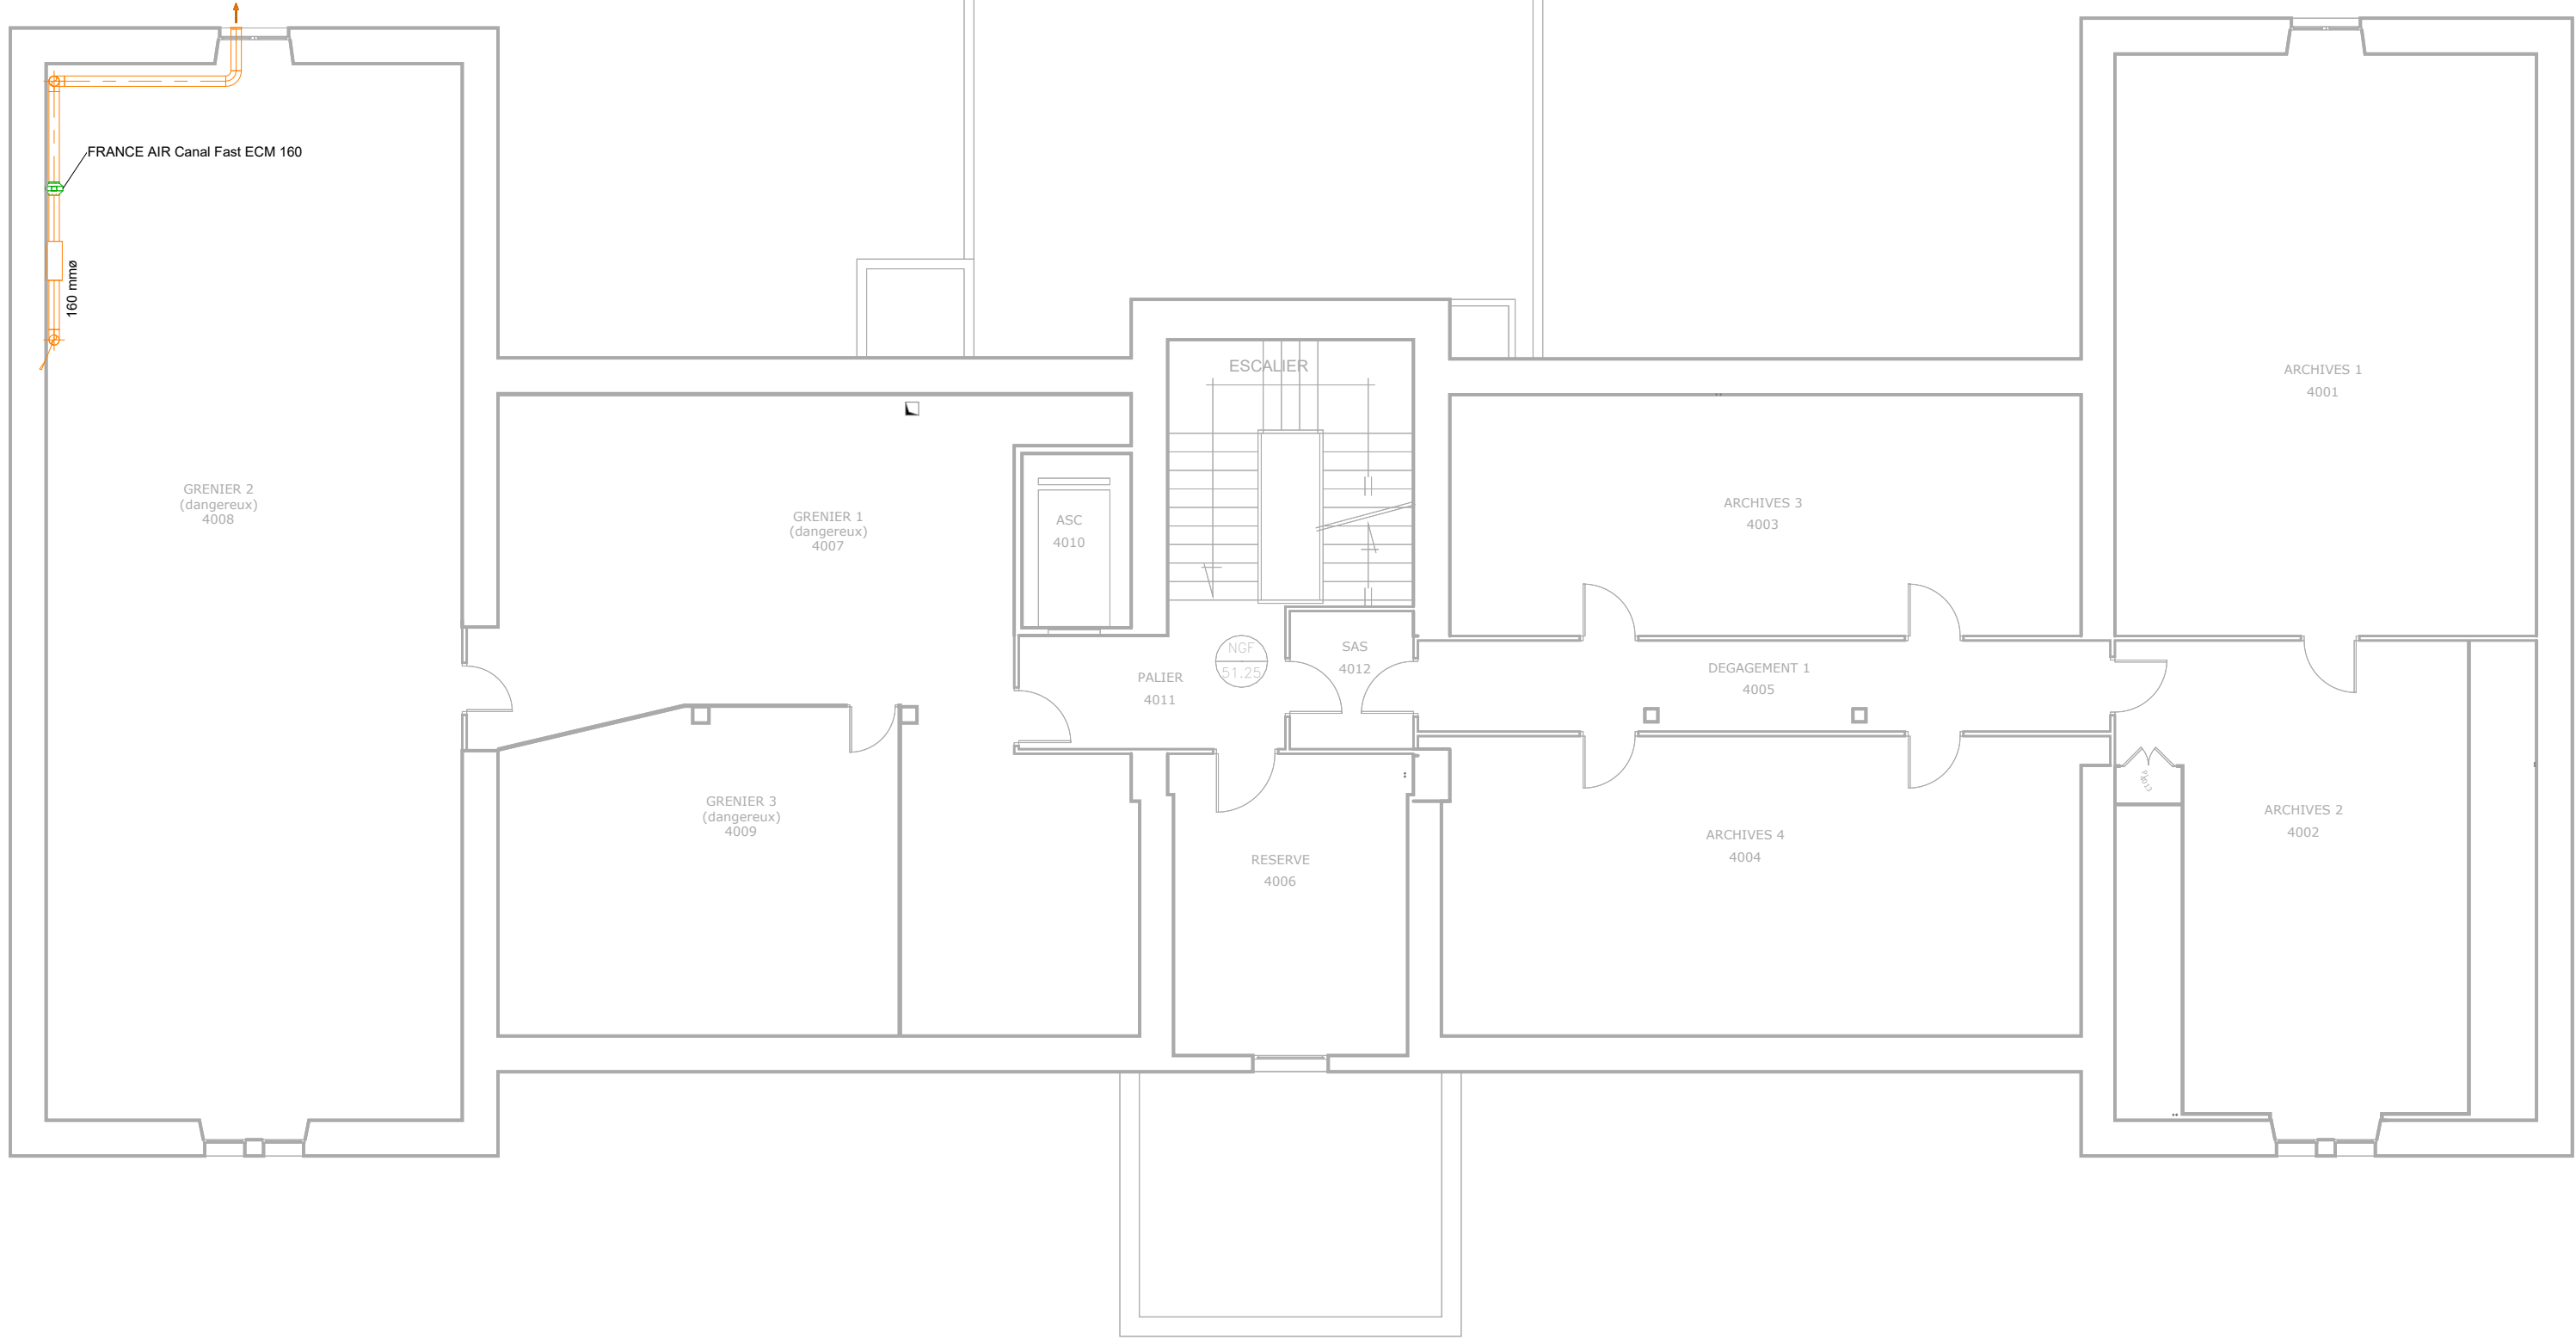 FRANCE AIR Canal Fast ECM 160
160 mmø
ESCALIER
ARCHIVES 1
4001
GRENIER 2
(dangereux)
4008
GRENIER 1
(dangereux)
4007
ASC
4010
ARCHIVES 3
4003
NGF
51.25
SAS
4012
PALIER
4011
DEGAGEMENT 1
4005
GRENIER 3
(dangereux)
4009
RESERVE
4006
ARCHIVES 4
4004
ARCHIVES 2
4002